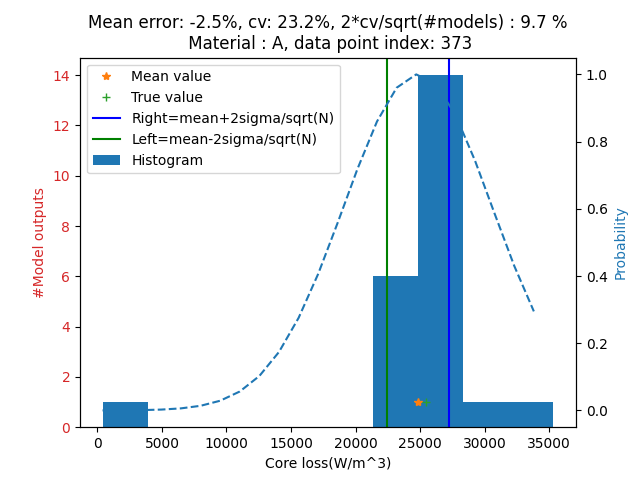 Mean error: -2.5%, cv: 23.2%, 2*cv/sqrt(#models) : 9.7 %
Material : A, data point index: 373
Mean value
True value
Right=mean+2sigma/sqrt(N)
Left=mean-2sigma/sqrt(N)
Histogram
#Model outputs
14
12
10
8
6
4
2
0
Probability
1.0
0.8
0.6
0.4
0.2
0.0
0 5000 10000 15000 20000 25000 30000 35000
Core loss(W/m^3)